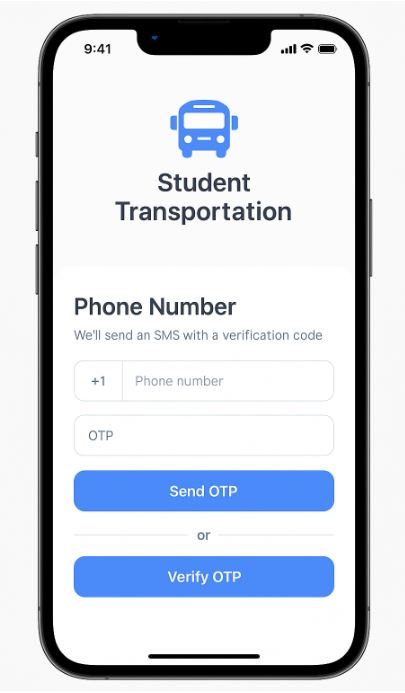 9:41
Student
Transportation
Phone Number
We'll send an SMS with a verification code
+1 Phone number
OTP
Send OTP
or
Verify OTP